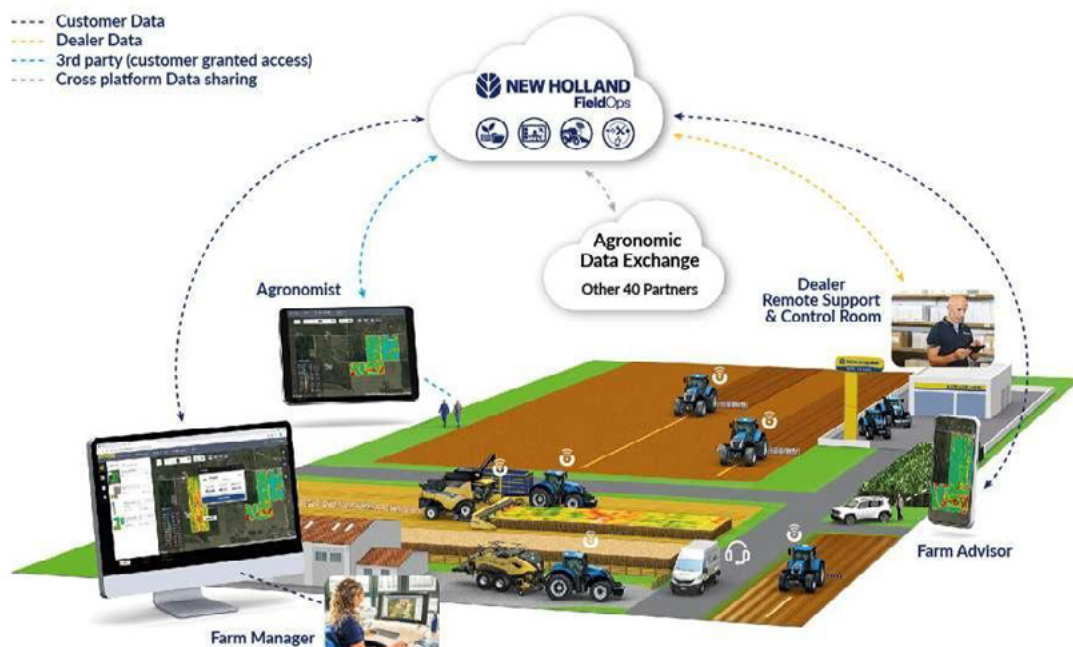 Customer Data
Dealer Data
3rd party (customer granted access)
Cross platform Data sharing
NEW HOLLAND
FieldOps
Agronomic
Data Exchange
Other 40 Partners
Agronomist
Dealer
Remote Support
& Control Room
Farm Advisor
Farm Manager